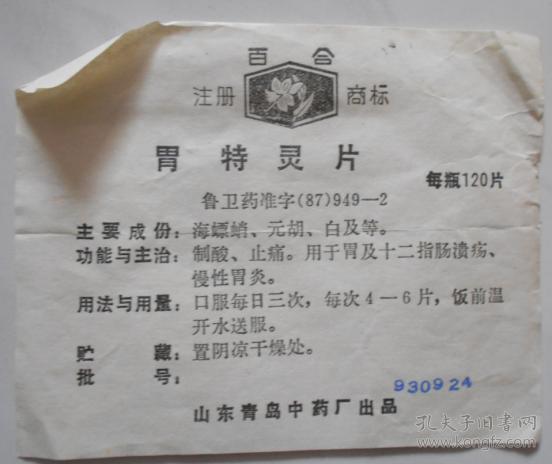 百合
注册 商标
胃特灵片
每瓶120片
鲁卫药准字(87)949—2
主要成份：海螵蛸、元胡、白及等。
功能与主治：制酸、止痛。用于胃及十二指肠溃疡、
慢性胃炎。
用法与用量：口服每日三次，每次4—6片，饭前温
开水送服。
贮藏：置阴凉干燥处。
批号：
930924
山东青岛中药厂出品
孔夫子旧书网
www.kongfz.com